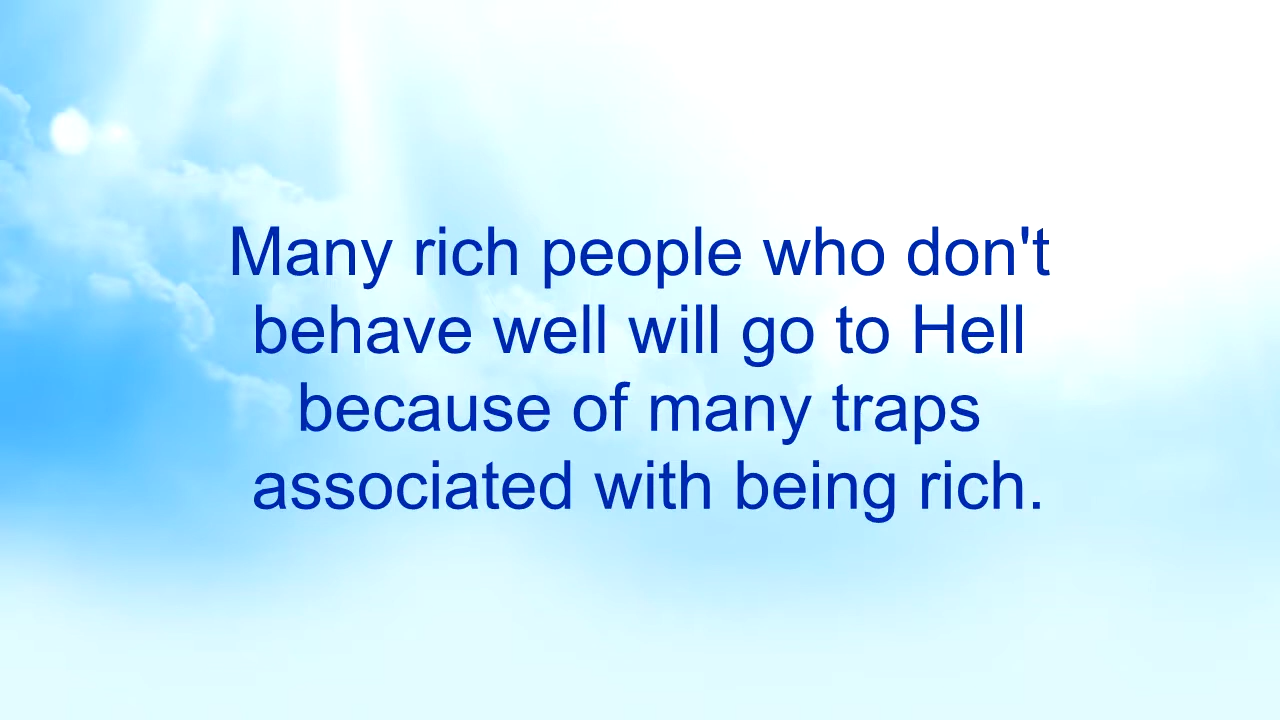 Many rich people who don't
behave well will go to Hell
because of many traps
associated with being rich.